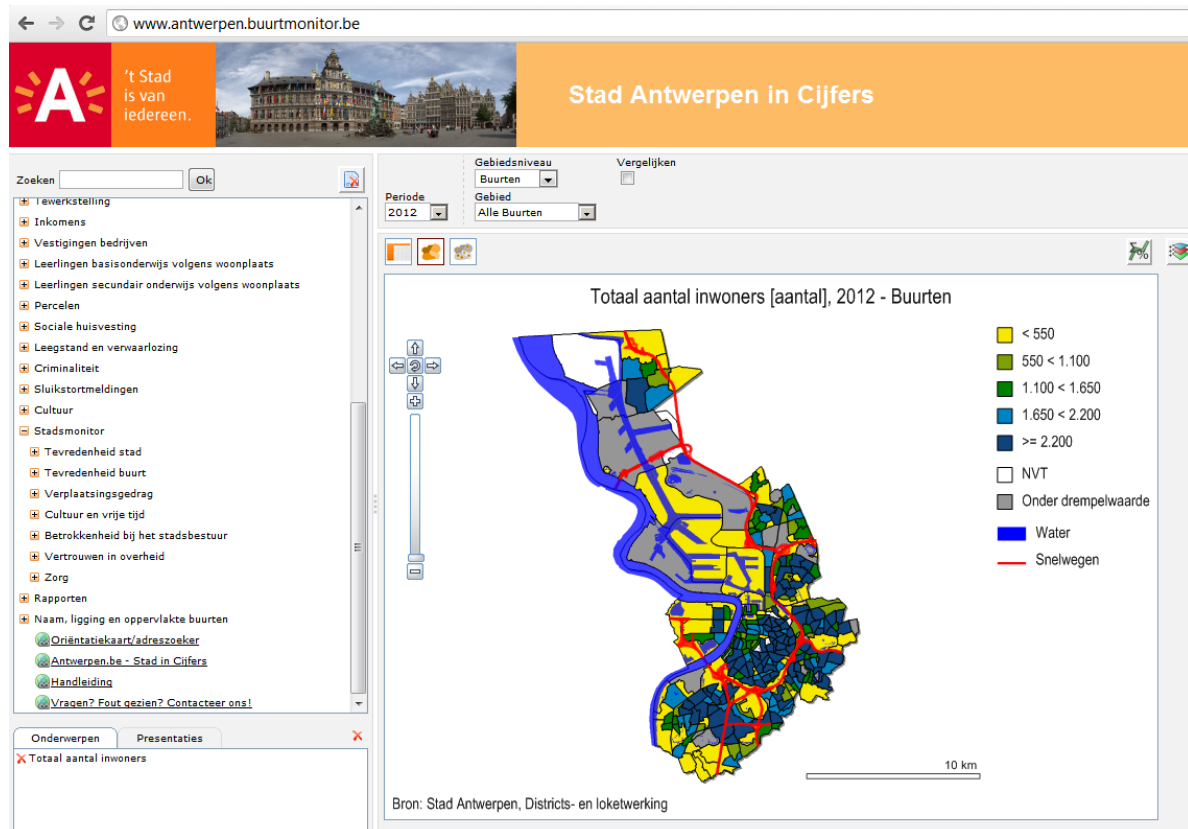 www.antwerpen.buurtmonitor.be
A
't Stad
is van
iedereen.
Stad Antwerpen in Cijfers
Zoeken
Ok
Tewerkstelling
Inkomens
Vestigingen bedrijven
Leerlingen basisonderwijs volgens woonplaats
Leerlingen secundair onderwijs volgens woonplaats
Percelen
Sociale huisvesting
Leegstand en verwaarlozing
Criminaliteit
Sluikstortmeldingen
Cultuur
Stadsmonitor
Tevredenheid stad
Tevredenheid buurt
Verplaatsingsgedrag
Cultuur en vrije tijd
Betrokkenheid bij het stadsbestuur
Vertrouwen in overheid
Zorg
Rapporten
Naam, ligging en oppervlakte buurten
Oriëntatiekaart/adreszoeker
Antwerpen.be - Stad in Cijfers
Handleiding
Vragen? Fout gezien? Contacteer ons!
Onderwerpen
Presentaties
Totaal aantal inwoners
Periode
2012
Gebiedsniveau
Buurten
Gebied
Alle Buurten
Vergelijken
%
Totaal aantal inwoners [aantal], 2012 - Buurten
< 550
550 < 1.100
1.100 < 1.650
1.650 < 2.200
>= 2.200
NVT
Onder drempelwaarde
Water
Snelwegen
10 km
Bron: Stad Antwerpen, Districts- en loketwerking